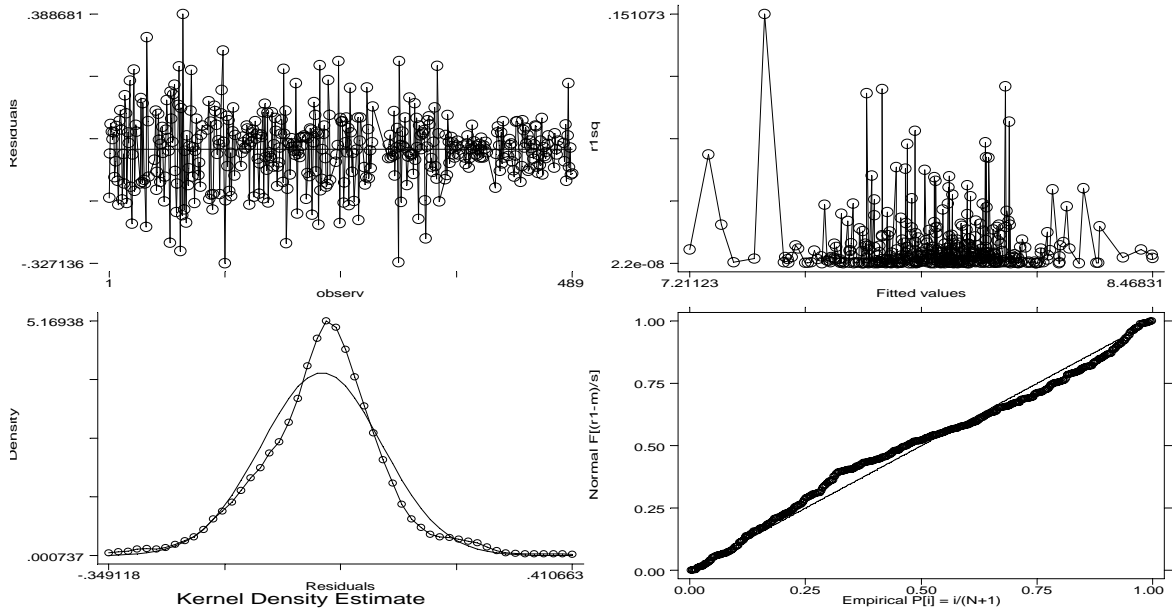 .388681
Residuals
-.327136
1
observ
489
.151073
r1sq
2.2e-08
7.21123
Fitted values
8.46831
5.16938
Density
.000737
-.349118
Residuals
.410663
Kernel Density Estimate
1.00
0.75
0.50
0.25
0.00
Normal F[(r1-m)/s]
0.00
0.25
0.50
0.75
1.00
Empirical P[i] = i/(N+1)